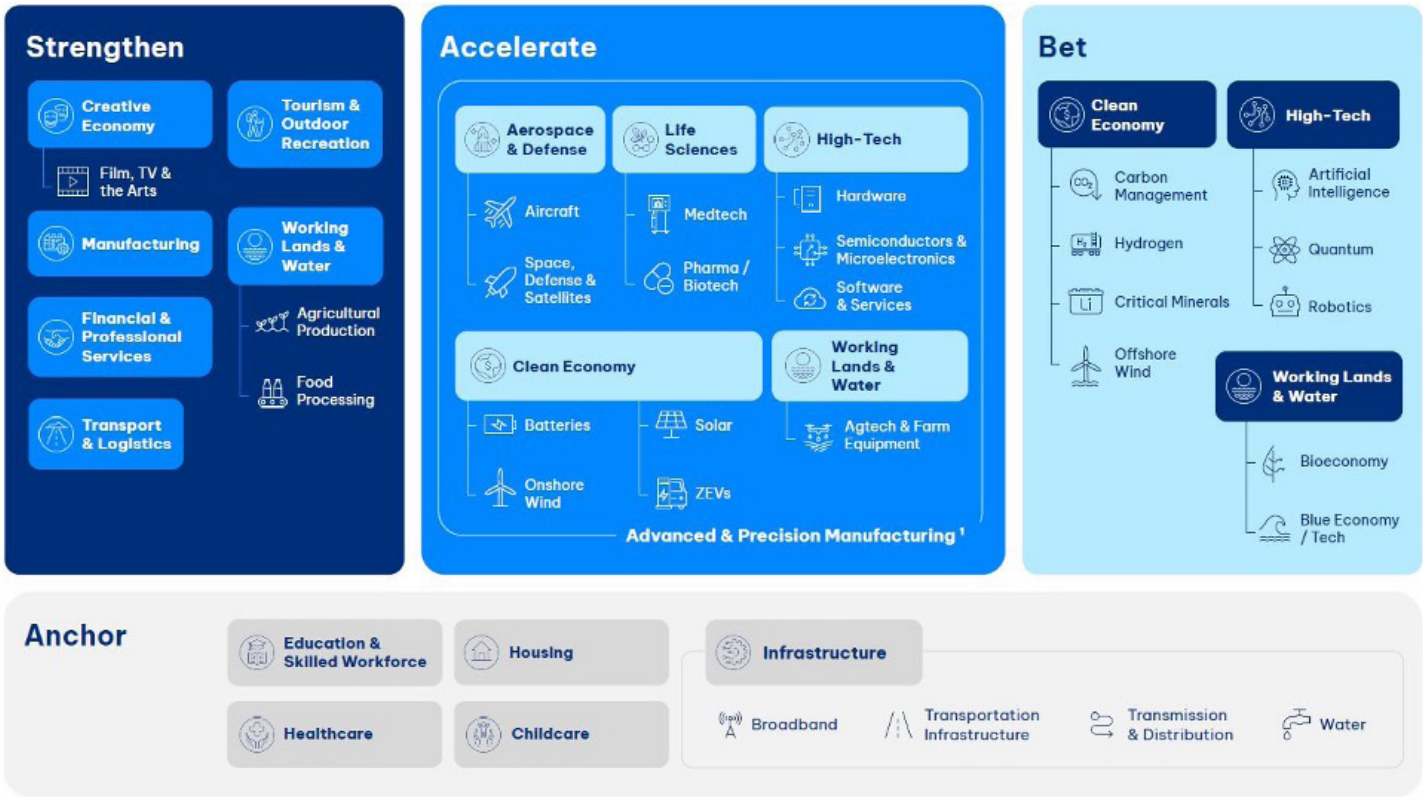 Strengthen
Creative
Economy
Film, TV &
the Arts
Manufacturing
Financial &
Professional
Services
Transport
& Logistics
Tourism &
Outdoor
Recreation
Working
Lands &
Water
Agricultural
Production
Food
Processing
Accelerate
Aerospace
& Defense
Aircraft
Space,
Defense &
Satellites
Life
Sciences
Medtech
Pharma /
Biotech
High-Tech
Hardware
Semiconductors &
Microelectronics
Software
& Services
Clean Economy
Batteries
Onshore
Wind
Solar
ZEVs
Working
Lands &
Water
Agtech & Farm
Equipment
Advanced & Precision Manufacturing ¹
Bet
Clean
Economy
CO₂
Carbon
Management
H₂
Hydrogen
Li
Critical Minerals
Offshore
Wind
High-Tech
Artificial
Intelligence
Quantum
Robotics
Working Lands
& Water
Bioeconomy
Blue Economy
/ Tech
Anchor
Education &
Skilled Workforce
Housing
Healthcare
Childcare
Infrastructure
Broadband
Transportation
Infrastructure
Transmission
& Distribution
Water